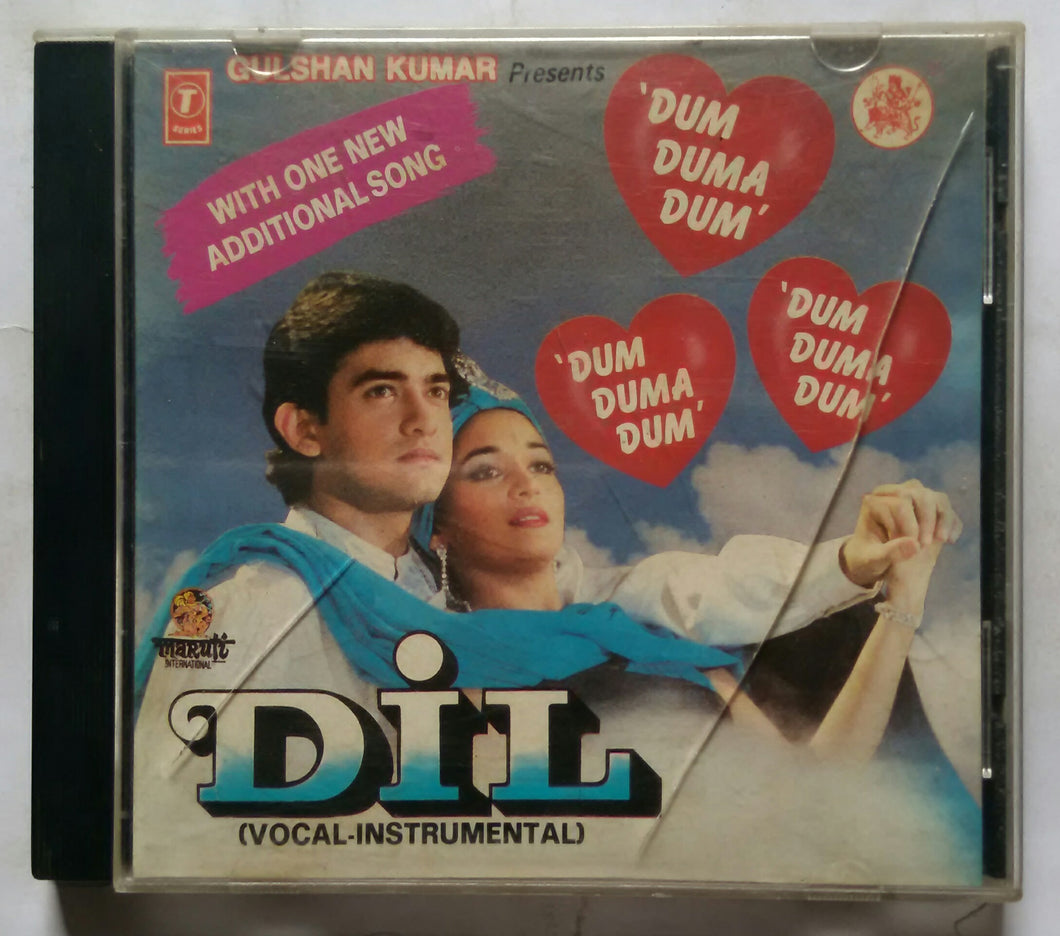 GULSHAN KUMAR Presents
T
SERIES
WITH ONE NEW
ADDITIONAL SONG
'DUM
DUMA
DUM'
'DUM
DUMA
DUM'
'DUM
DUMA
DUM'
maRuti
INTERNATIONAL
DiL
(VOCAL-INSTRUMENTAL)